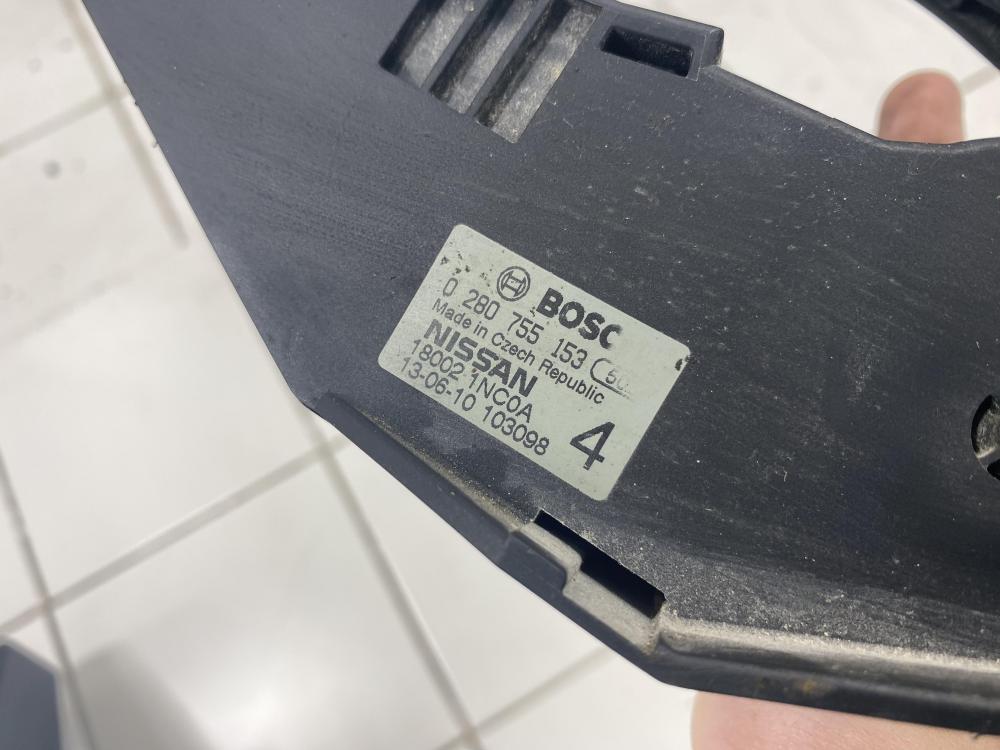 BOSC
0 280 755 153
Made in Czech Republic
NISSAN
18002 1NC0A
13-06-10 103098
4